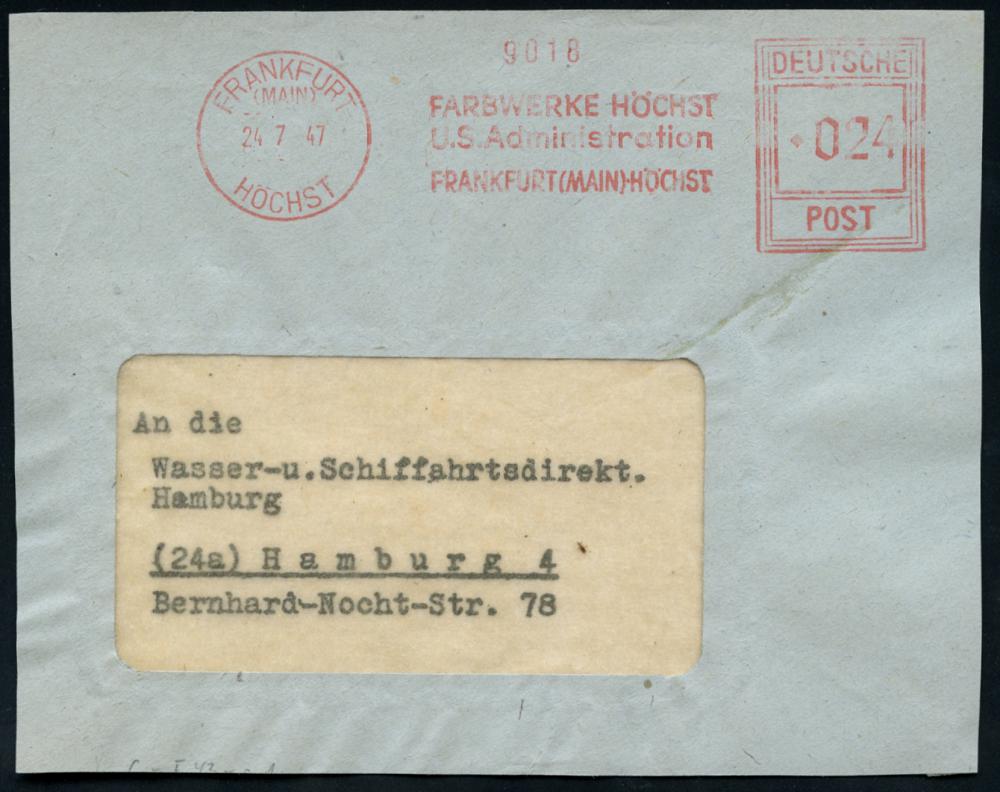 FRANKFURT
(MAIN)
24 7 47
HÖCHST
9018
FARBWERKE HÖCHST
U.S.Administration
FRANKFURT(MAIN)-HÖCHST
DEUTSCHE
024
POST
An die
Wasser-u.Schiffahrtsdirekt.
Hamburg
(24a) H a m b u r g 4
Bernhard-Nocht-Str. 78